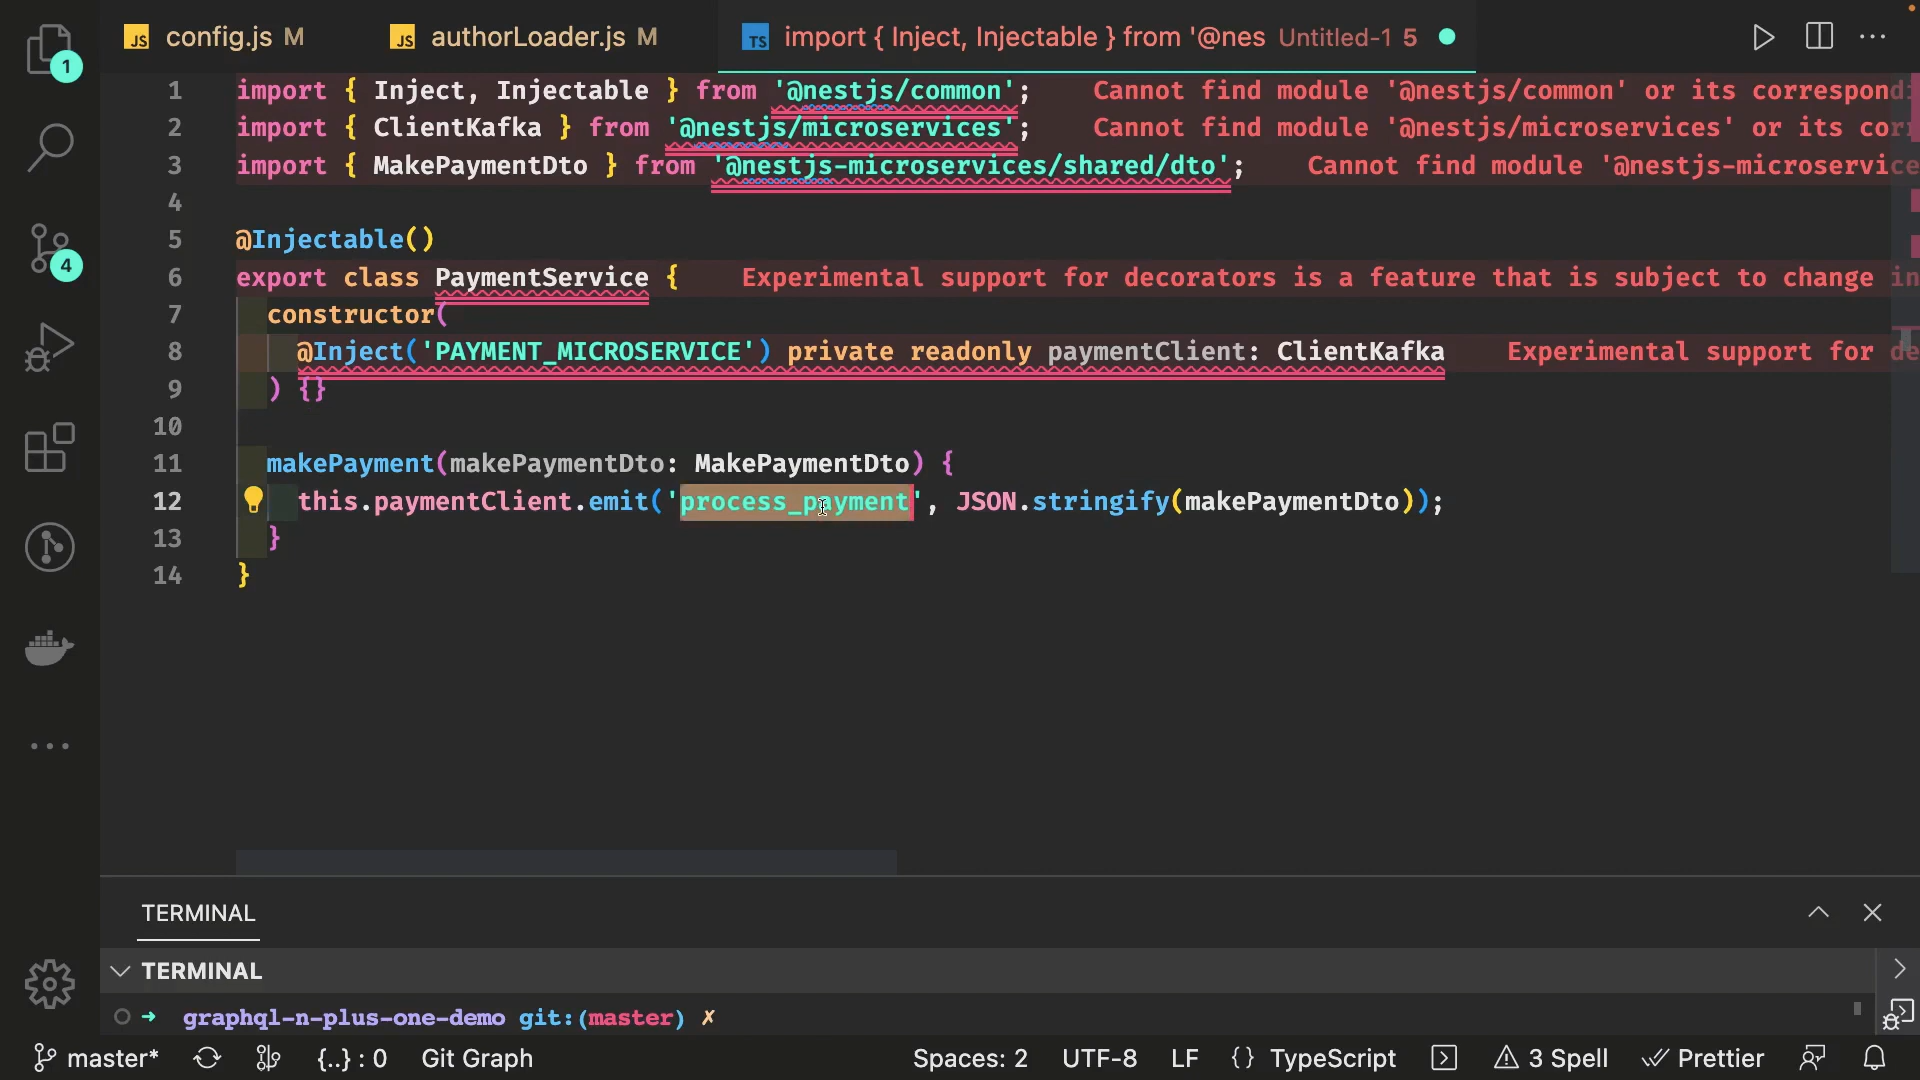 config.js M
authorLoader.js M
import { Inject, Injectable } from '@nes Untitled-1 5
1 import { Inject, Injectable } from '@nestjs/common'; Cannot find module '@nestjs/common' or its correspondi
2 import { ClientKafka } from '@nestjs/microservices'; Cannot find module '@nestjs/microservices' or its corr
3 import { MakePaymentDto } from '@nestjs-microservices/shared/dto'; Cannot find module '@nestjs-microservice
4
5 @Injectable()
6 export class PaymentService { Experimental support for decorators is a feature that is subject to change in
7 constructor(
8 @Inject('PAYMENT_MICROSERVICE') private readonly paymentClient: ClientKafka Experimental support for de
9 ) {}
10
11 makePayment(makePaymentDto: MakePaymentDto) {
12 this.paymentClient.emit('process_payment', JSON.stringify(makePaymentDto));
13 }
14 }
1
4
TERMINAL
TERMINAL
➜ graphql-n-plus-one-demo git:(master) ✗
master* {..} : 0 Git Graph Spaces: 2 UTF-8 LF {} TypeScript 3 Spell Prettier